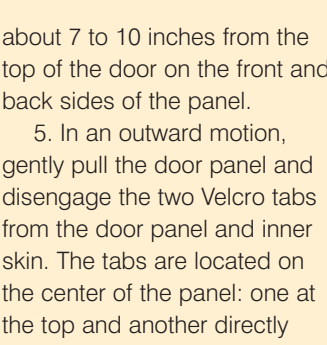 about 7 to 10 inches from the
top of the door on the front and
back sides of the panel.
5. In an outward motion,
gently pull the door panel and
disengage the two Velcro tabs
from the door panel and inner
skin. The tabs are located on
the center of the panel: one at
the top and another directly